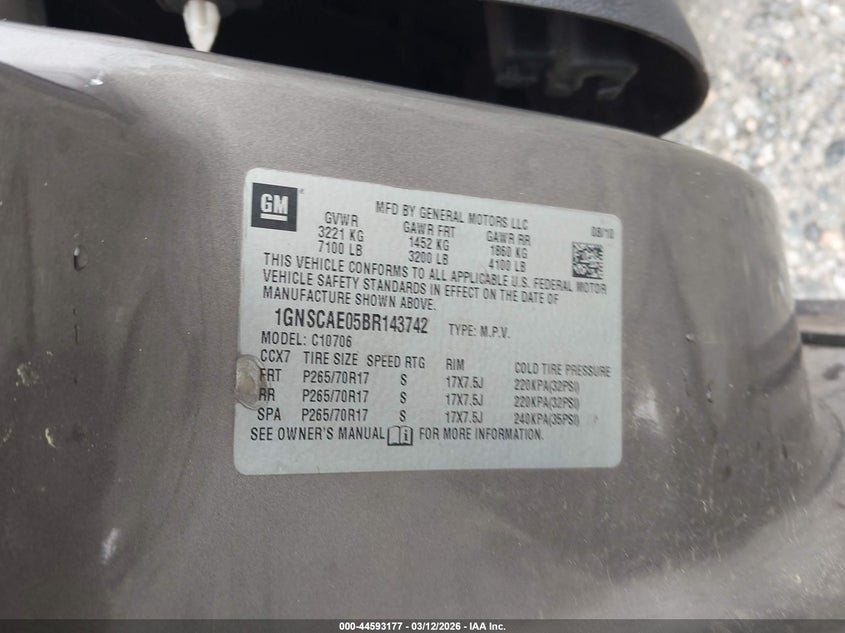 GM
MFD BY GENERAL MOTORS LLC
08/10
GVWR GAWR FRT GAWR RR
3221 KG 1452 KG 1860 KG
7100 LB 3200 LB 4100 LB
THIS VEHICLE CONFORMS TO ALL APPLICABLE U.S. FEDERAL MOTOR
VEHICLE SAFETY STANDARDS IN EFFECT ON THE DATE OF
MANUFACTURE SHOWN ABOVE.
1GNSCAE05BR143742 TYPE: M.P.V.
MODEL: C10706
CCX7 TIRE SIZE SPEED RTG RIM COLD TIRE PRESSURE
FRT P265/70R17 S 17X7.5J 220KPA(32PSI)
RR P265/70R17 S 17X7.5J 220KPA(32PSI)
SPA P265/70R17 S 17X7.5J 240KPA(35PSI)
SEE OWNER'S MANUAL FOR MORE INFORMATION.
000-44593177 - 03/12/2026 - IAA Inc.